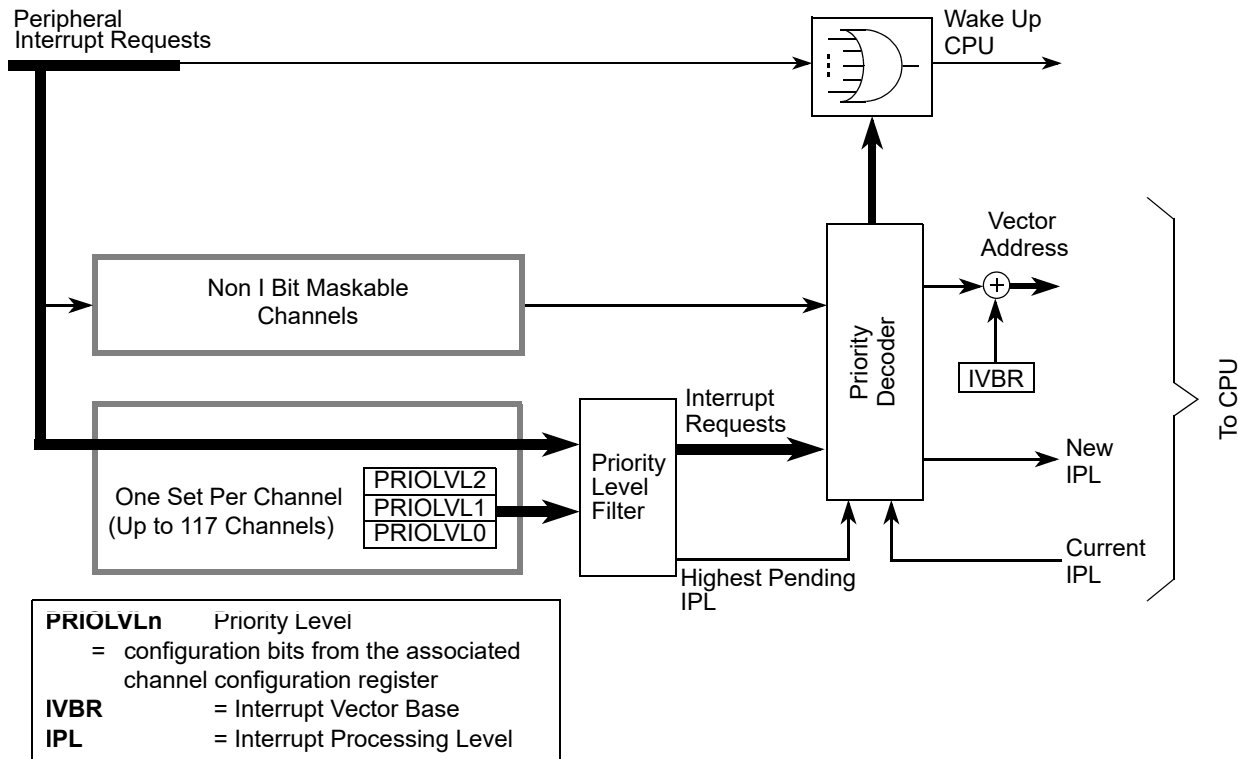 Peripheral
Interrupt Requests
Wake Up
CPU
Vector
Address
Non I Bit Maskable
Channels
Priority
Decoder
IVBR
To CPU
Interrupt
Requests
New
IPL
Priority
Level
Filter
PRIOLVL2
One Set Per Channel
PRIOLVL1
(Up to 117 Channels)
PRIOLVL0
Current
IPL
Highest Pending
IPL
PRIOLVLn Priority Level
= configuration bits from the associated
channel configuration register
IVBR = Interrupt Vector Base
IPL = Interrupt Processing Level